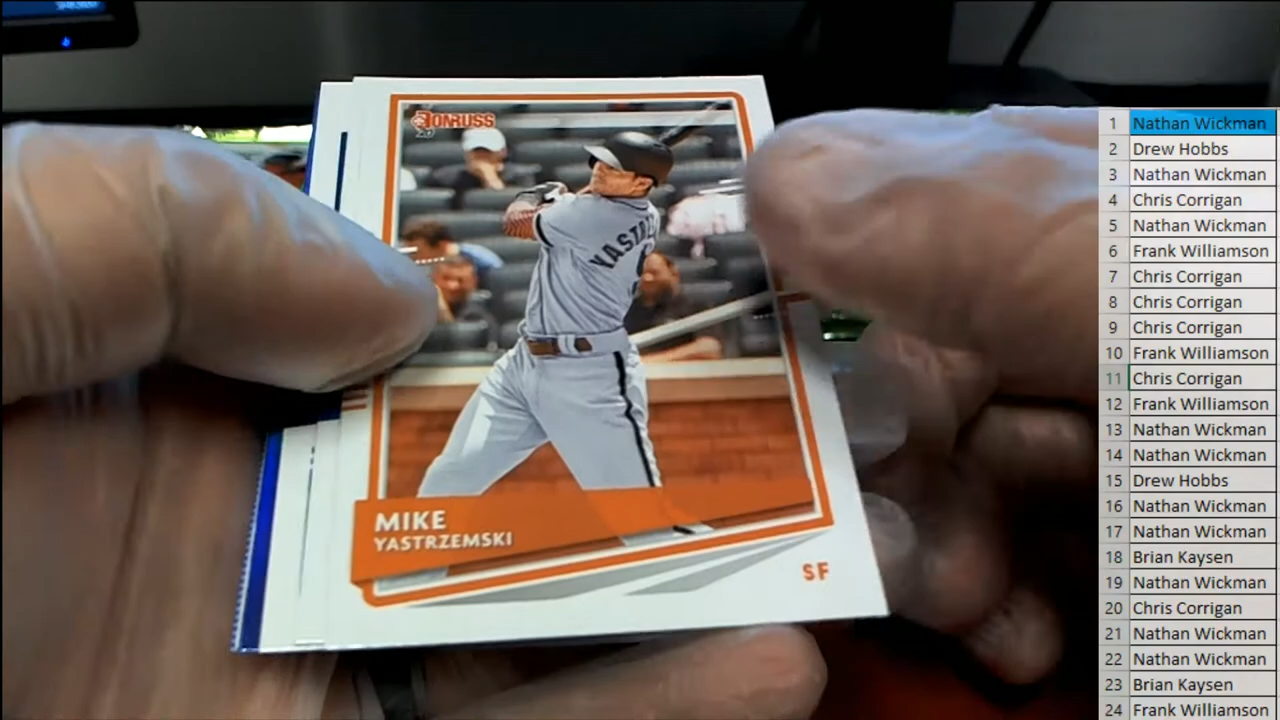 DONRUSS
20
YASTRZ
MIKE
YASTRZEMSKI
SF
1 Nathan Wickman
2 Drew Hobbs
3 Nathan Wickman
4 Chris Corrigan
5 Nathan Wickman
6 Frank Williamson
7 Chris Corrigan
8 Chris Corrigan
9 Chris Corrigan
10 Frank Williamson
11 Chris Corrigan
12 Frank Williamson
13 Nathan Wickman
14 Nathan Wickman
15 Drew Hobbs
16 Nathan Wickman
17 Nathan Wickman
18 Brian Kaysen
19 Nathan Wickman
20 Chris Corrigan
21 Nathan Wickman
22 Nathan Wickman
23 Brian Kaysen
24 Frank Williamson